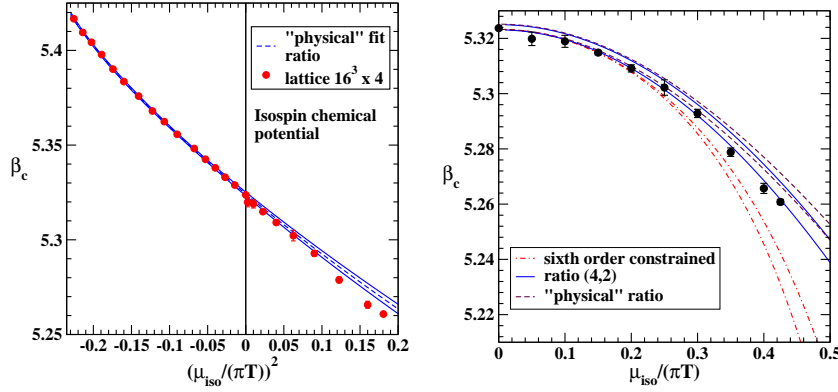 5.4
5.35
5.3
5.25
β_c
-0.2 -0.15 -0.1 -0.05 0 0.05 0.1 0.15 0.2
(μ_iso/(πT))^2
"physical" fit
ratio
lattice 16^3 x 4
Isospin chemical
potential
5.32
5.3
5.28
5.26
5.24
5.22
β_c
0 0.1 0.2 0.3 0.4 0.5
μ_iso/(πT)
sixth order constrained
ratio (4,2)
"physical" ratio